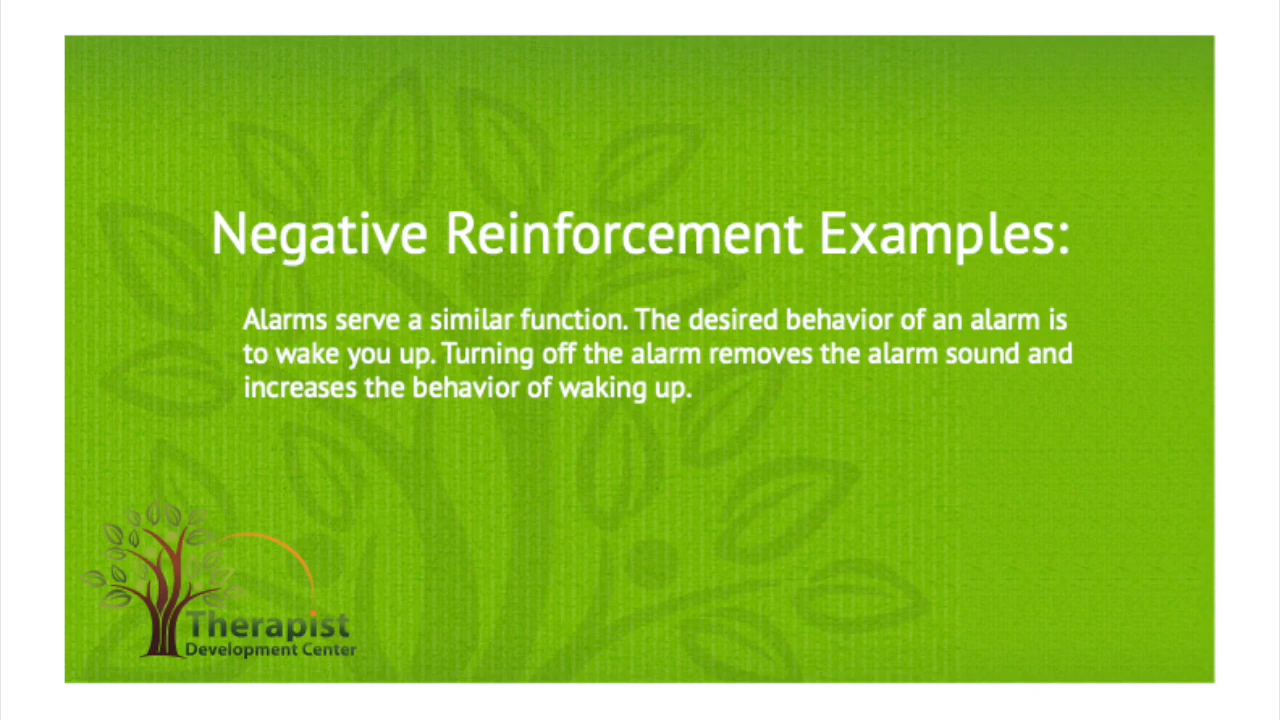 Negative Reinforcement Examples:
Alarms serve a similar function. The desired behavior of an alarm is
to wake you up. Turning off the alarm removes the alarm sound and
increases the behavior of waking up.
Therapist
Development Center